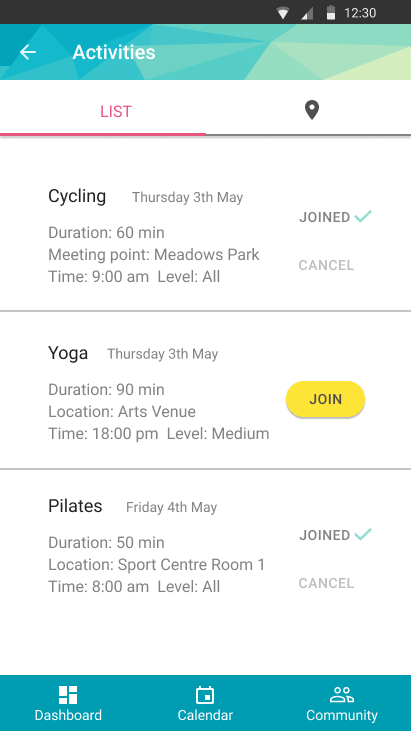 12:30
Activities
LIST
Cycling Thursday 3th May
JOINED
Duration: 60 min
Meeting point: Meadows Park
CANCEL
Time: 9:00 am Level: All
Yoga Thursday 3th May
Duration: 90 min
JOIN
Location: Arts Venue
Time: 18:00 pm Level: Medium
Pilates Friday 4th May
JOINED
Duration: 50 min
Location: Sport Centre Room 1
CANCEL
Time: 8:00 am Level: All
Dashboard Calendar Community